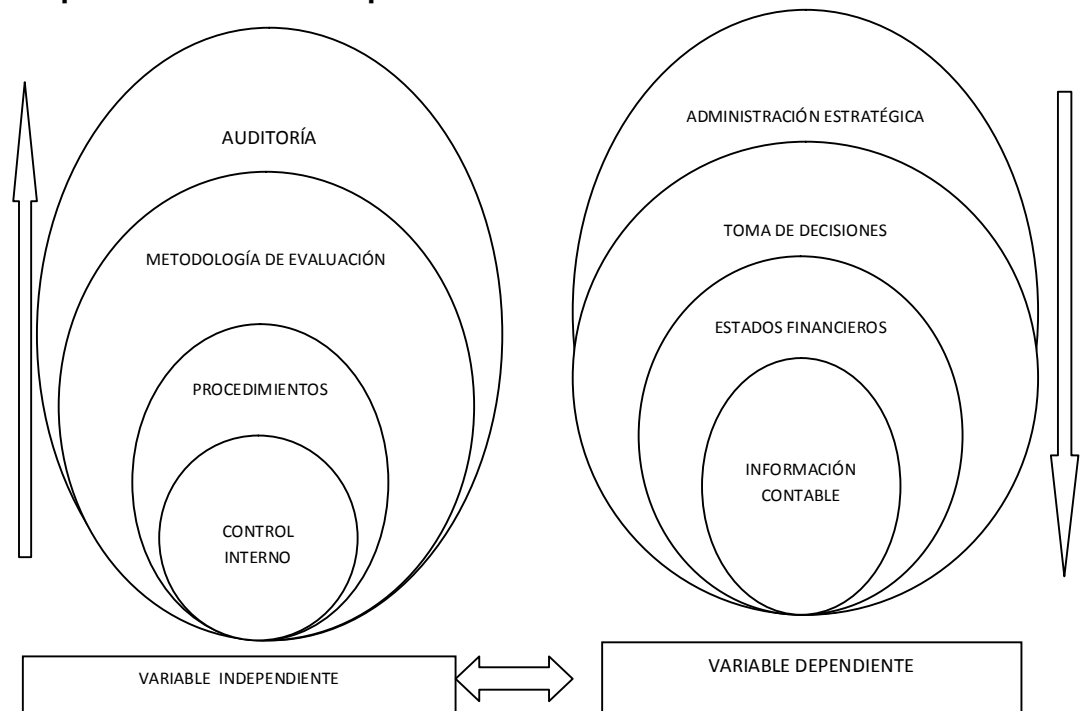 AUDITORÍA
METODOLOGÍA DE EVALUACIÓN
PROCEDIMIENTOS
CONTROL
INTERNO
VARIABLE INDEPENDIENTE
ADMINISTRACIÓN ESTRATÉGICA
TOMA DE DECISIONES
ESTADOS FINANCIEROS
INFORMACIÓN
CONTABLE
VARIABLE DEPENDIENTE